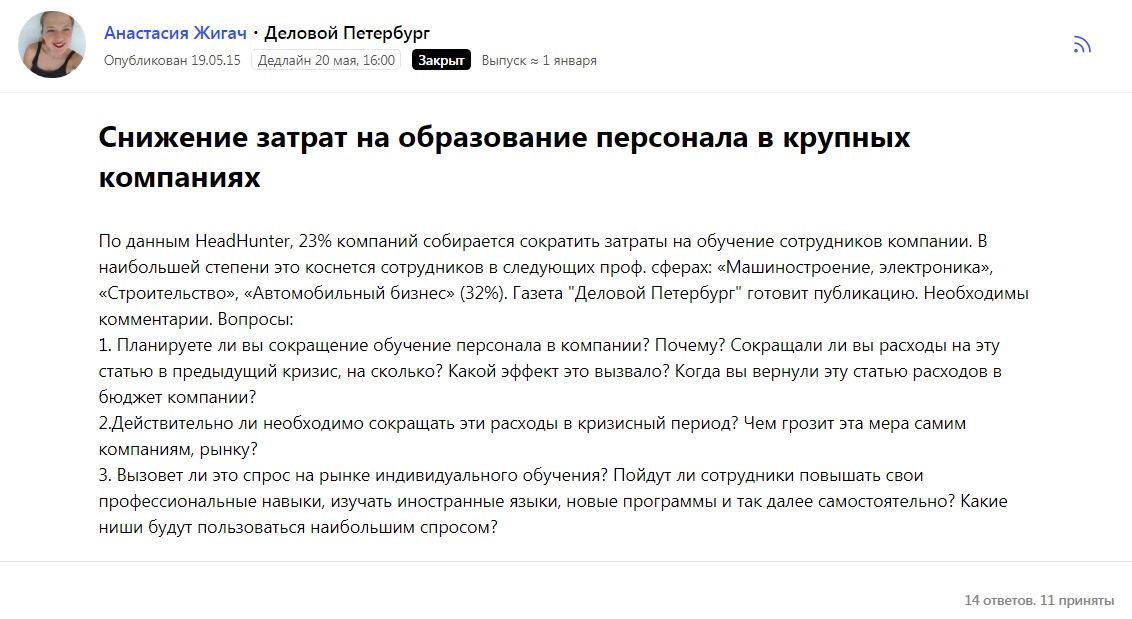 Анастасия Жигач · Деловой Петербург
Опубликован 19.05.15 Дедлайн 20 мая, 16:00 Закрыт Выпуск ≈ 1 января
Снижение затрат на образование персонала в крупных
компаниях
По данным HeadHunter, 23% компаний собирается сократить затраты на обучение сотрудников компании. В
наибольшей степени это коснется сотрудников в следующих проф. сферах: «Машиностроение, электроника»,
«Строительство», «Автомобильный бизнес» (32%). Газета "Деловой Петербург" готовит публикацию. Необходимы
комментарии. Вопросы:
1. Планируете ли вы сокращение обучение персонала в компании? Почему? Сокращали ли вы расходы на эту
статью в предыдущий кризис, на сколько? Какой эффект это вызвало? Когда вы вернули эту статью расходов в
бюджет компании?
2.Действительно ли необходимо сокращать эти расходы в кризисный период? Чем грозит эта мера самим
компаниям, рынку?
3. Вызовет ли это спрос на рынке индивидуального обучения? Пойдут ли сотрудники повышать свои
профессиональные навыки, изучать иностранные языки, новые программы и так далее самостоятельно? Какие
ниши будут пользоваться наибольшим спросом?
14 ответов. 11 приняты